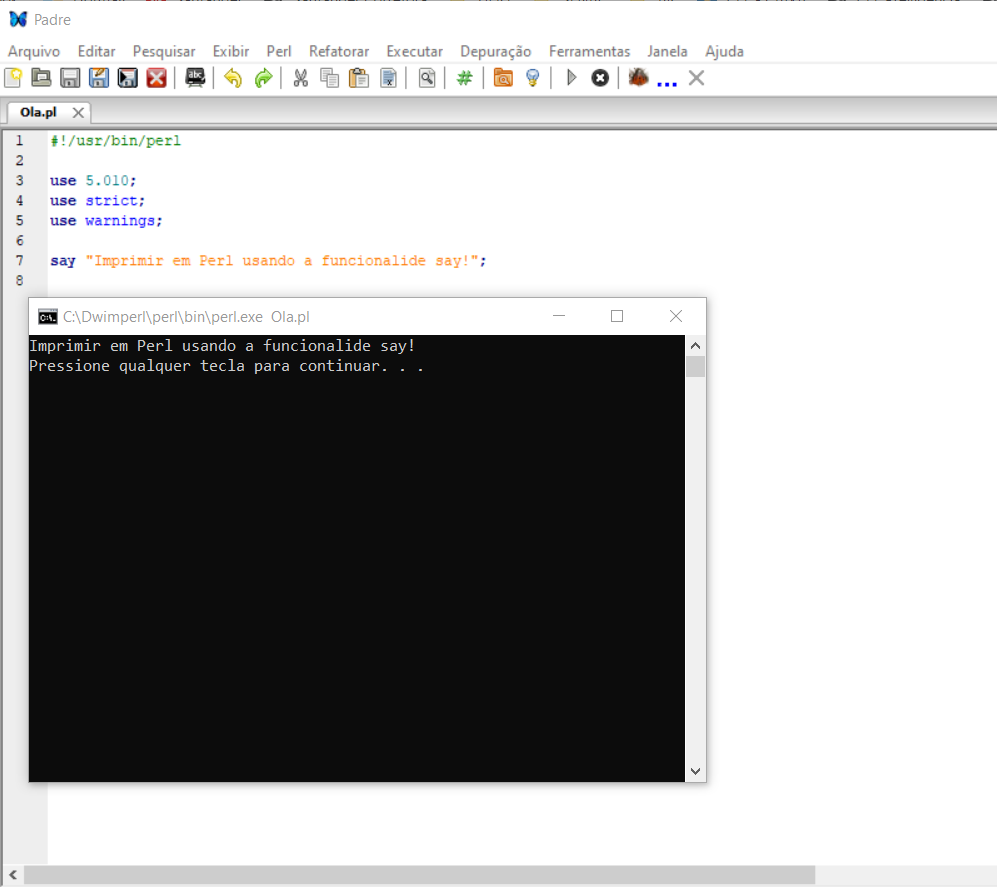 Padre
Arquivo Editar Pesquisar Exibir Perl Refatorar Executar Depuração Ferramentas Janela Ajuda
Ola.pl
1 #!/usr/bin/perl
2
3 use 5.010;
4 use strict;
5 use warnings;
6
7 say "Imprimir em Perl usando a funcionalide say!";
8
C:\Dwimperl\perl\bin\perl.exe Ola.pl
Imprimir em Perl usando a funcionalide say!
Pressione qualquer tecla para continuar. . .